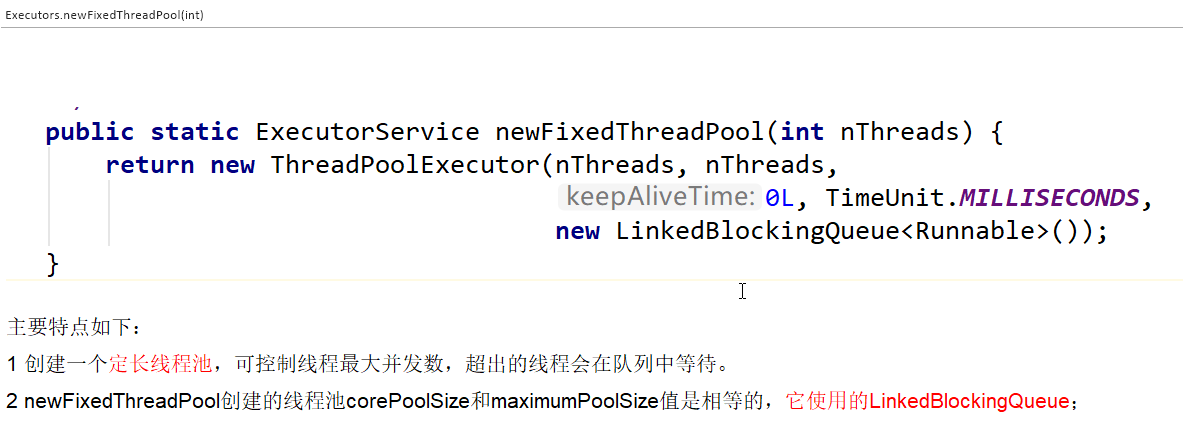 Executors.newFixedThreadPool(int)
public static ExecutorService newFixedThreadPool(int nThreads) {
return new ThreadPoolExecutor(nThreads, nThreads,
keepAliveTime: 0L, TimeUnit.MILLISECONDS,
new LinkedBlockingQueue<Runnable>());
}
主要特点如下：
1 创建一个定长线程池，可控制线程最大并发数，超出的线程会在队列中等待。
2 newFixedThreadPool创建的线程池corePoolSize和maximumPoolSize值是相等的，它使用的LinkedBlockingQueue；